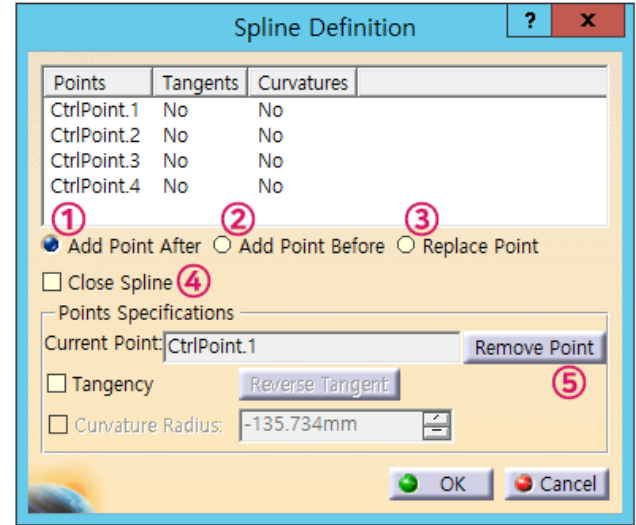 Spline Definition ? x
Points Tangents Curvatures
CtrlPoint.1 No No
CtrlPoint.2 No No
CtrlPoint.3 No No
CtrlPoint.4 No No
① ② ③
Add Point After Add Point Before Replace Point
Close Spline ④
Points Specifications
Current Point: CtrlPoint.1 Remove Point
Tangency Reverse Tangent ⑤
Curvature Radius: -135.734mm
OK Cancel